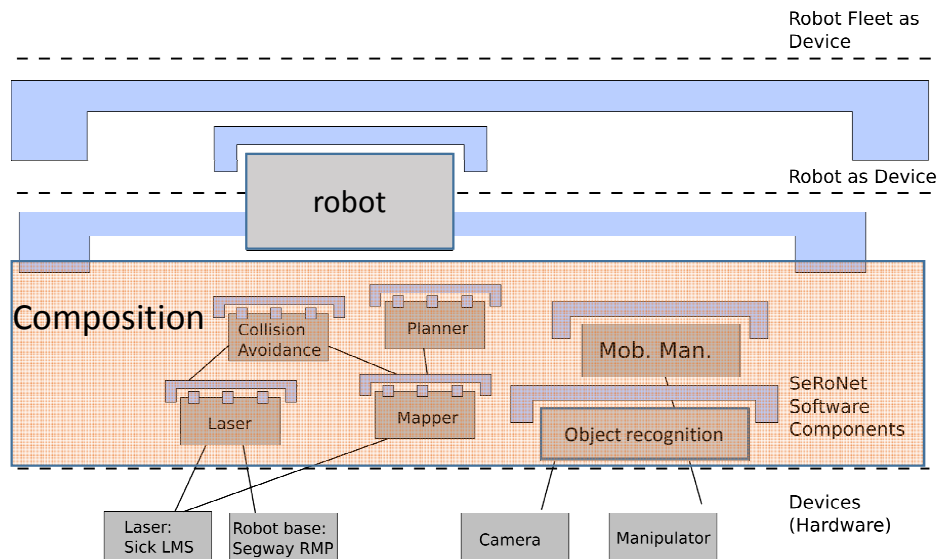 Robot Fleet as
Device
Robot as Device
robot
Composition
Collision
Avoidance
Planner
Mob. Man.
Laser
Mapper
Object recognition
SeRoNet
Software
Components
Laser:
Sick LMS
Robot base:
Segway RMP
Camera
Manipulator
Devices
(Hardware)